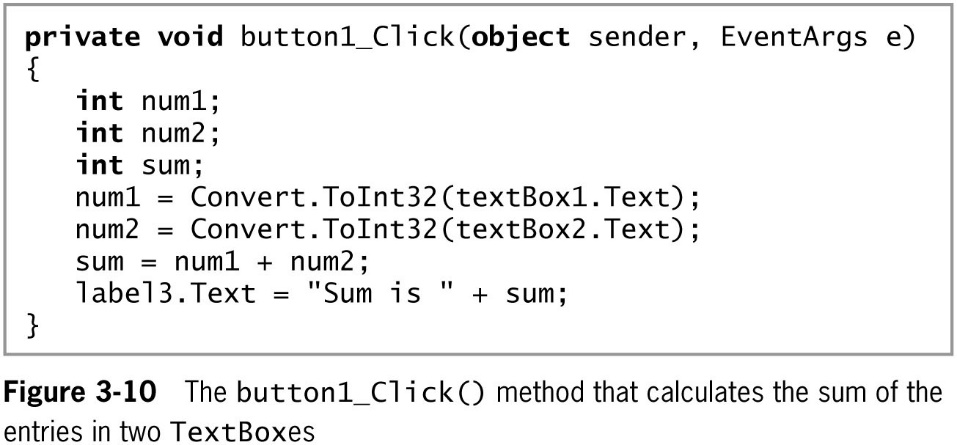 private void button1_Click(object sender, EventArgs e)
{
   int num1;
   int num2;
   int sum;
   num1 = Convert.ToInt32(textBox1.Text);
   num2 = Convert.ToInt32(textBox2.Text);
   sum = num1 + num2;
   label3.Text = "Sum is " + sum;
}
Figure 3-10 The button1_Click() method that calculates the sum of the
entries in two TextBoxes